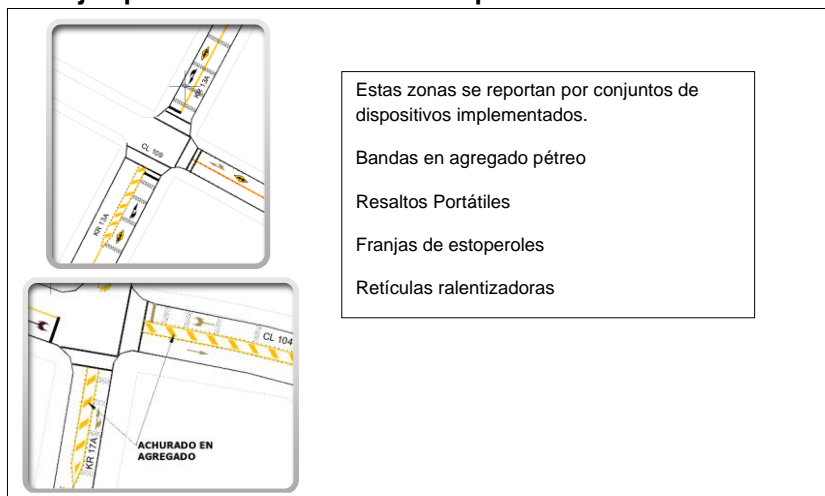 KR 13A
CL 109
KR 13A
CL 104
KR 17A
ACHURADO EN
AGREGADO
Estas zonas se reportan por conjuntos de
dispositivos implementados.
Bandas en agregado pétreo
Resaltos Portátiles
Franjas de estoperoles
Retículas ralentizadoras